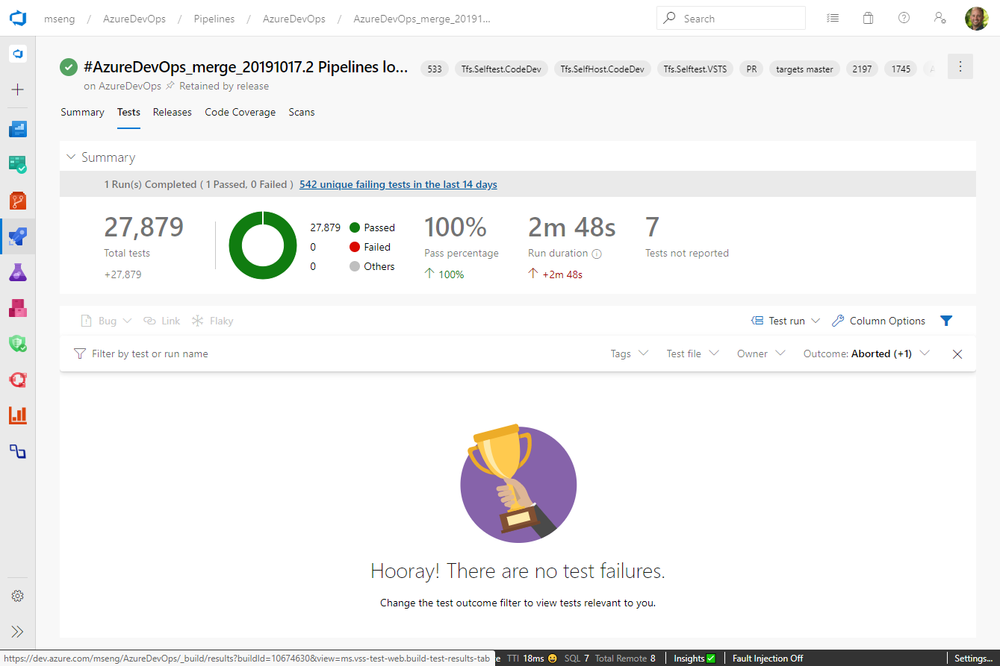 mseng / AzureDevOps / Pipelines / AzureDevOps / AzureDevOps_merge_20191... Search
#AzureDevOps_merge_20191017.2 Pipelines lo... 533 Tfs.Selftest.CodeDev Tfs.SelfHost.CodeDev Tfs.Selftest.VSTS PR targets master 2197 1745 A
on AzureDevOps Retained by release
Summary Tests Releases Code Coverage Scans
Summary
1 Run(s) Completed ( 1 Passed, 0 Failed ) 542 unique failing tests in the last 14 days
27,879
Total tests
+27,879
27,879 Passed
0 Failed
0 Others
100%
Pass percentage
100%
2m 48s
Run duration
+2m 48s
7
Tests not reported
Bug Link Flaky Test run Column Options
Filter by test or run name Tags Test file Owner Outcome: Aborted (+1)
Hooray! There are no test failures.
Change the test outcome filter to view tests relevant to you.
https://dev.azure.com/mseng/AzureDevOps/_build/results?buildId=10674630&view=ms.vss-test-web.build-test-results-tab TTI 18ms SQL 7 Total Remote 8 Insights Fault Injection Off Settings...